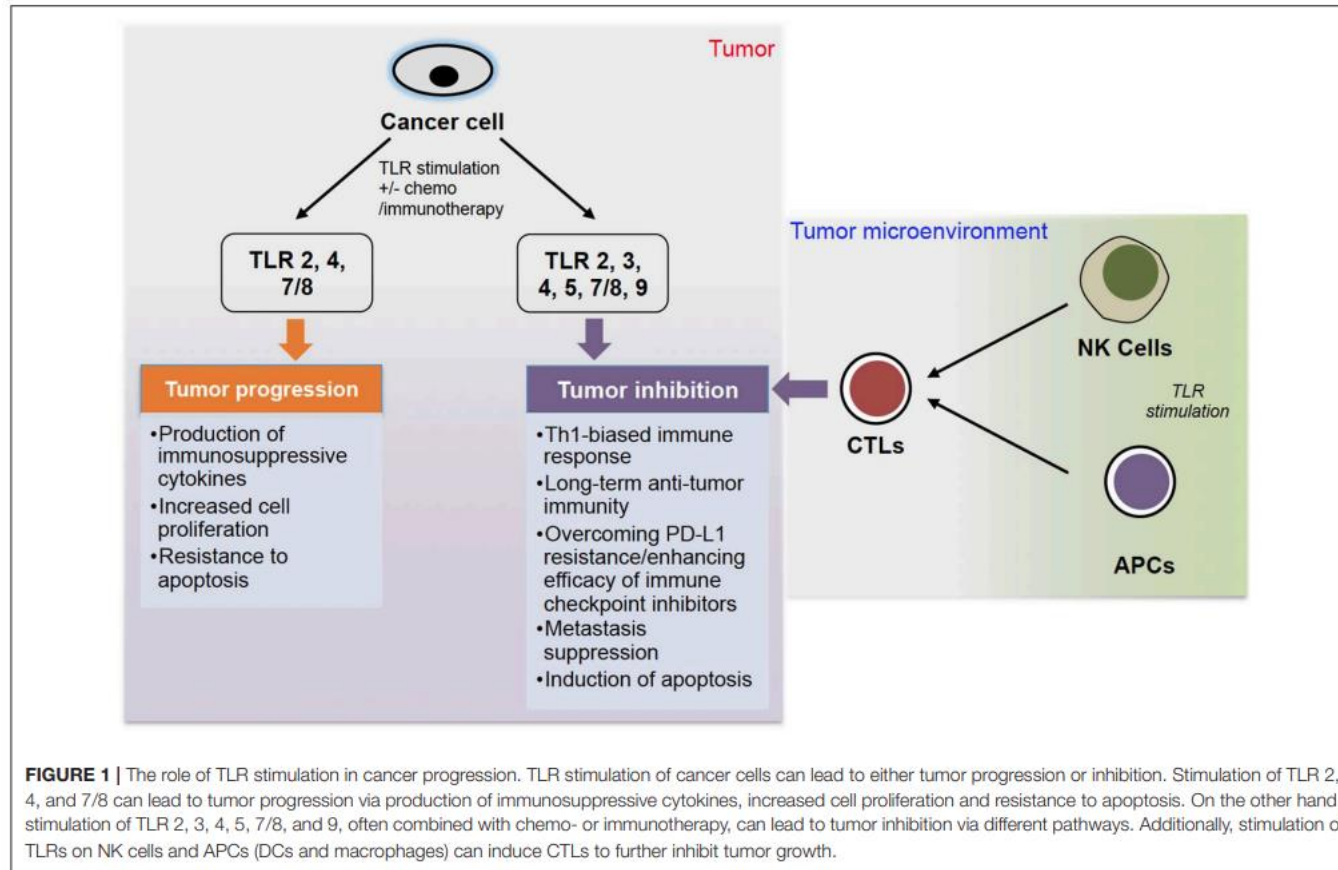 Tumor
Cancer cell
TLR stimulation
+/- chemo
/immunotherapy
TLR 2, 4,
7/8
TLR 2, 3,
4, 5, 7/8, 9
Tumor progression
•Production of
immunosuppressive
cytokines
•Increased cell
proliferation
•Resistance to
apoptosis
Tumor inhibition
•Th1-biased immune
response
•Long-term anti-tumor
immunity
•Overcoming PD-L1
resistance/enhancing
efficacy of immune
checkpoint inhibitors
•Metastasis
suppression
•Induction of apoptosis
Tumor microenvironment
NK Cells
TLR
stimulation
CTLs
APCs
FIGURE 1 | The role of TLR stimulation in cancer progression. TLR stimulation of cancer cells can lead to either tumor progression or inhibition. Stimulation of TLR 2,
4, and 7/8 can lead to tumor progression via production of immunosuppressive cytokines, increased cell proliferation and resistance to apoptosis. On the other hand
stimulation of TLR 2, 3, 4, 5, 7/8, and 9, often combined with chemo- or immunotherapy, can lead to tumor inhibition via different pathways. Additionally, stimulation
TLRs on NK cells and APCs (DCs and macrophages) can induce CTLs to further inhibit tumor growth.